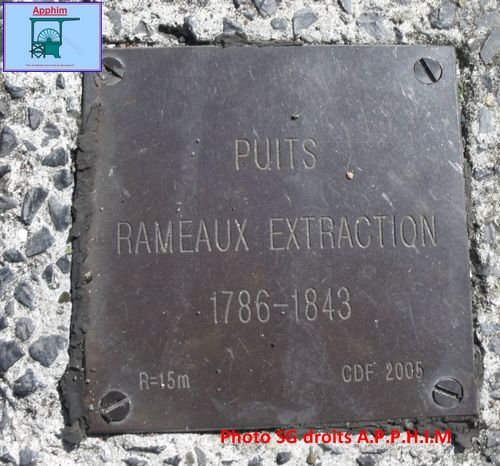 Apphim
PUITS
RAMEAUX EXTRACTION
1786-1843
R=15m
CDF 2005
Photo SG droits A.P.P.H.I.M